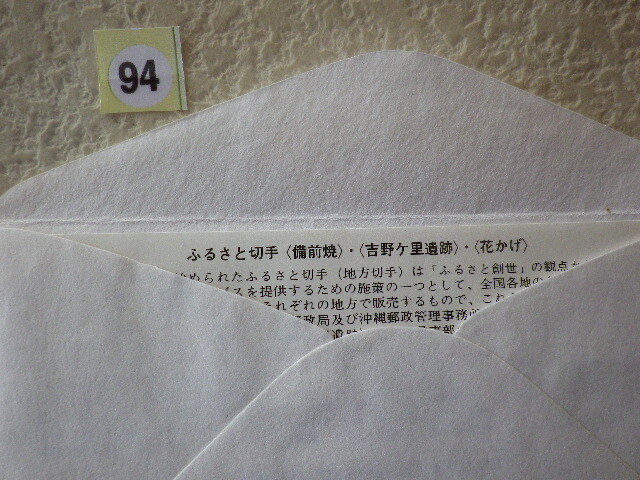 94
ふるさと切手〈備前焼〉・〈吉野ケ里遺跡〉・〈花かげ〉
められたふるさと切手(地方切手)は「ふるさと創世」の観点
スを提供するための施策の一つとして、全国各地の
それぞれの地方で販売するもので、これ
政局及び沖縄郵政管理事務所
遺跡